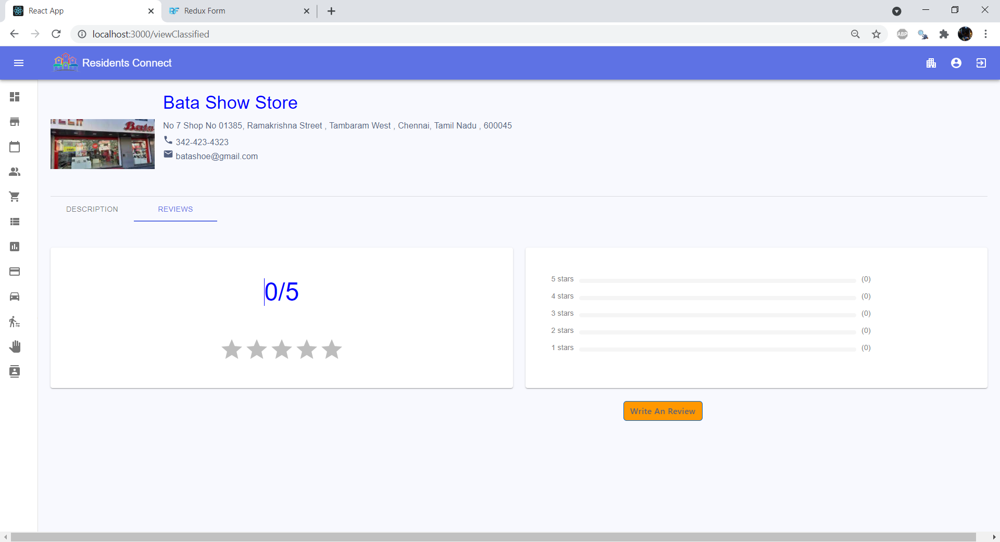 React App
Redux Form
localhost:3000/viewClassified
ABP
Residents Connect
Bata Show Store
Bata
No 7 Shop No 01385, Ramakrishna Street , Tambaram West , Chennai, Tamil Nadu , 600045
342-423-4323
batashoe@gmail.com
DESCRIPTION
REVIEWS
0/5
5 stars (0)
4 stars (0)
3 stars (0)
2 stars (0)
1 stars (0)
Write An Review